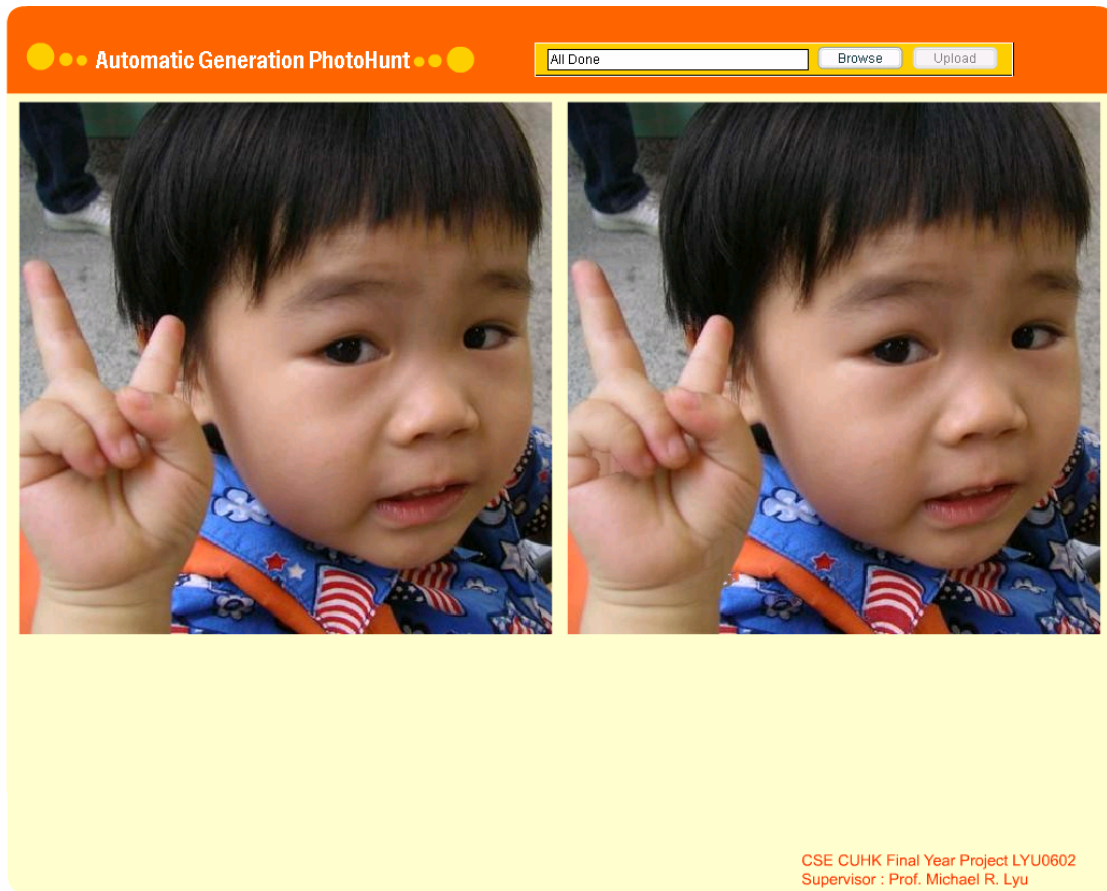 Automatic Generation PhotoHunt
All Done
Browse
Upload
CSE CUHK Final Year Project LYU0602
Supervisor : Prof. Michael R. Lyu